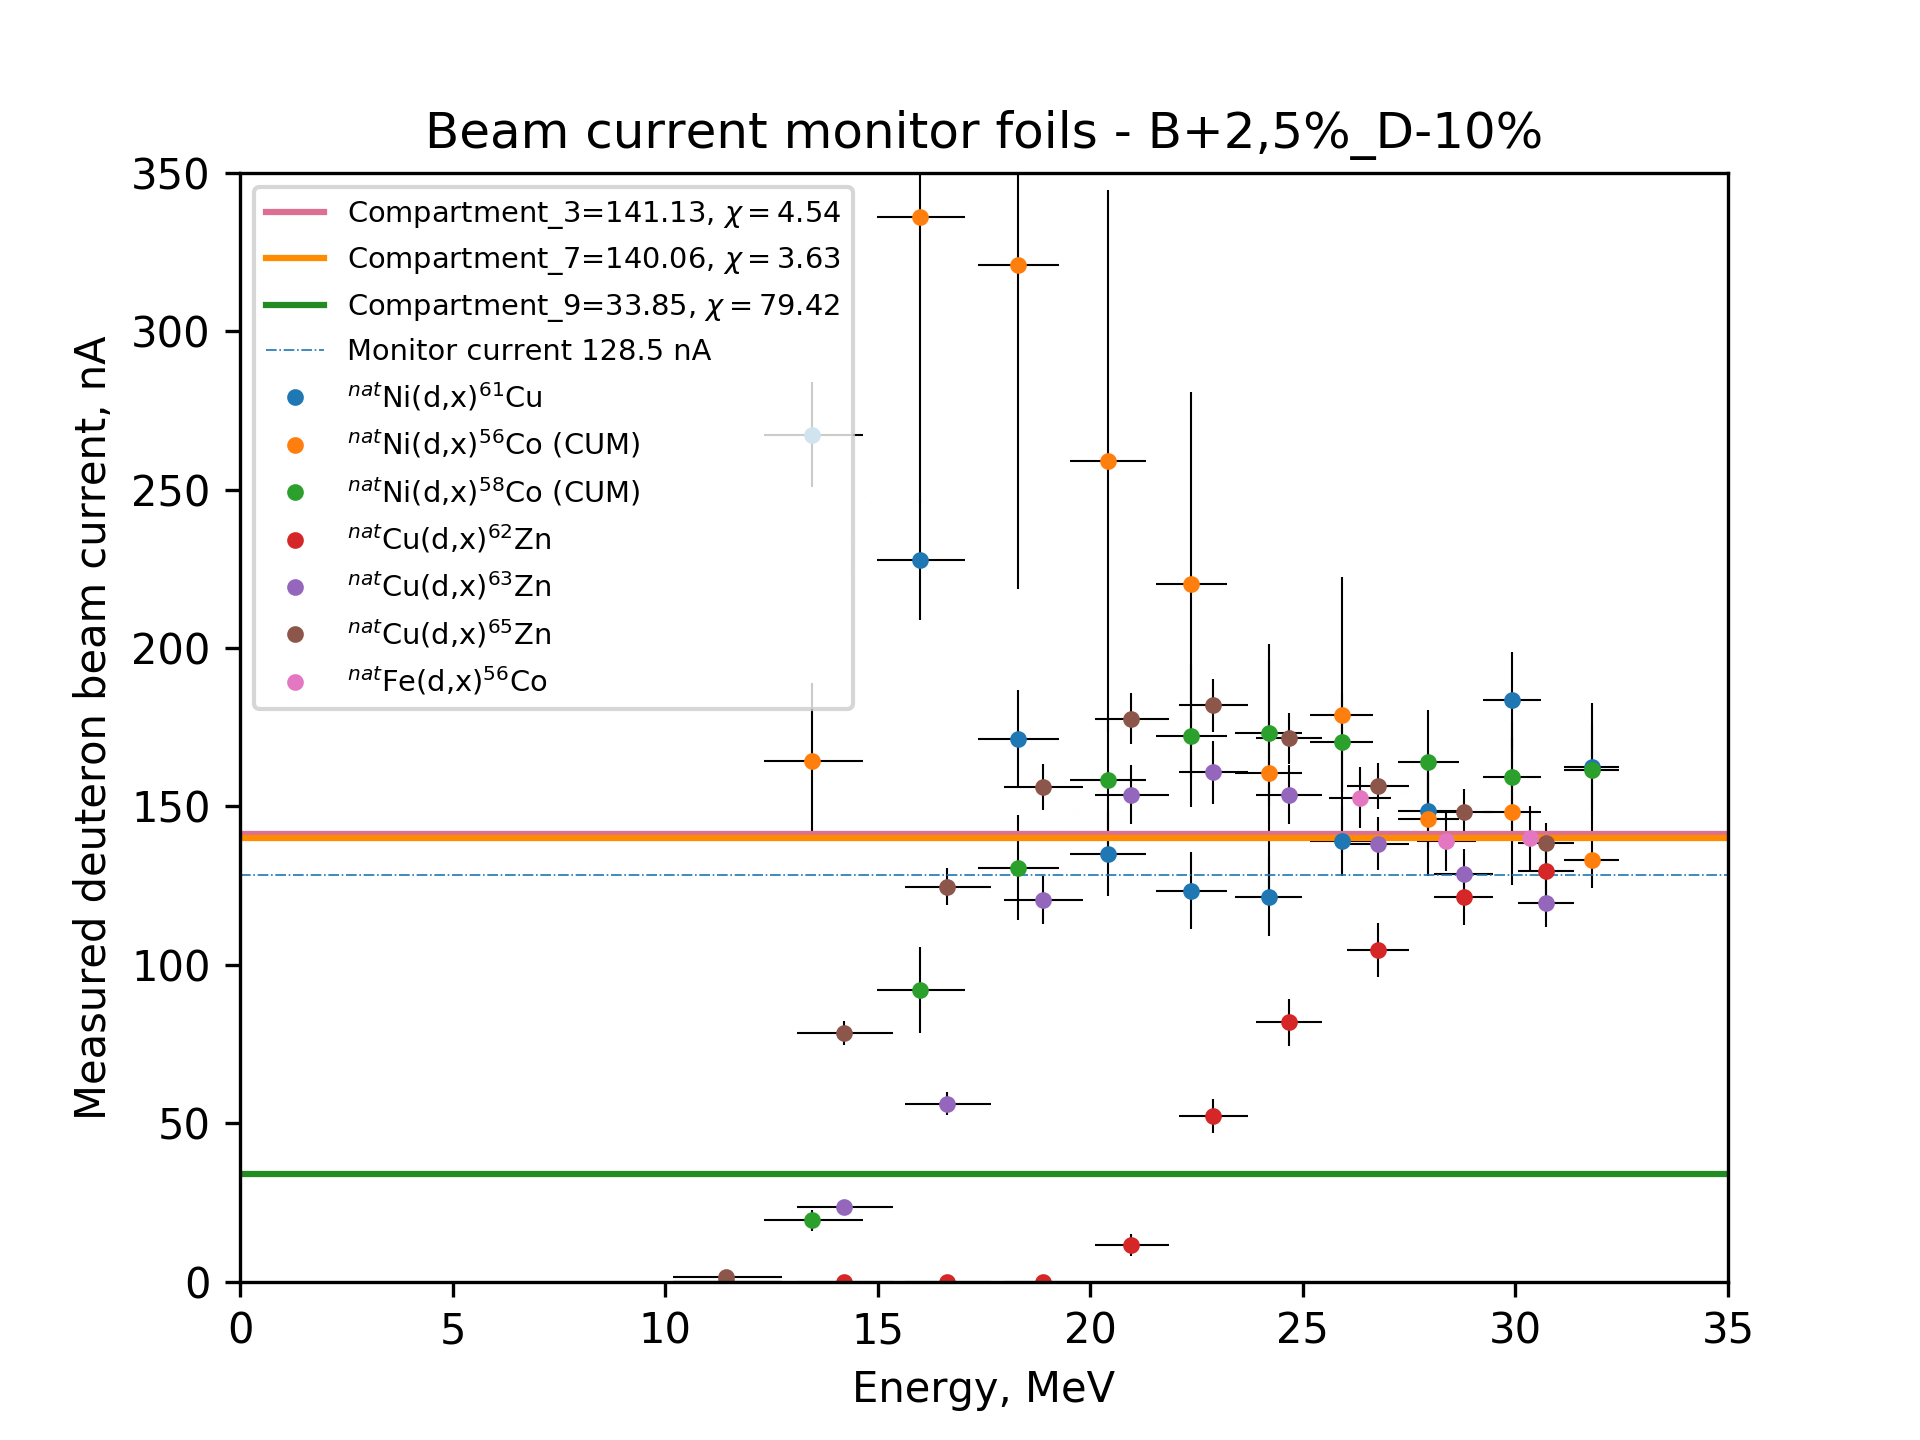 Beam current monitor foils - B+2,5%_D-10%
Measured deuteron beam current, nA
350
300
250
200
150
100
50
0
Compartment_3=141.13, χ = 4.54
Compartment_7=140.06, χ = 3.63
Compartment_9=33.85, χ = 79.42
Monitor current 128.5 nA
natNi(d,x)61Cu
natNi(d,x)56Co (CUM)
natNi(d,x)58Co (CUM)
natCu(d,x)62Zn
natCu(d,x)63Zn
natCu(d,x)65Zn
natFe(d,x)56Co
0 5 10 15 20 25 30 35
Energy, MeV